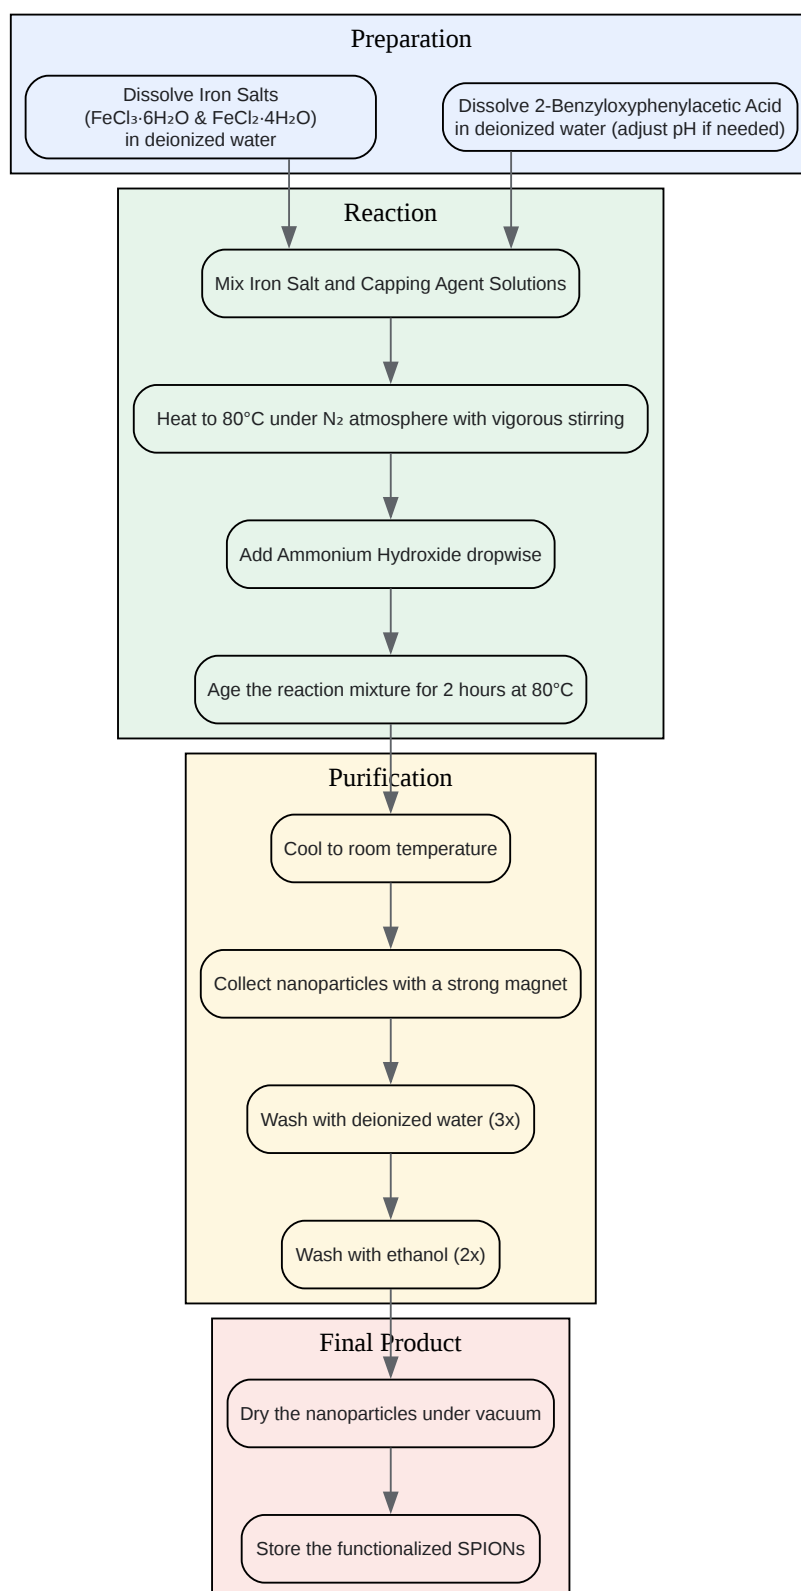 Preparation
Dissolve Iron Salts
(FeCl₃·6H₂O & FeCl₂·4H₂O)
in deionized water
Dissolve 2-Benzyloxyphenylacetic Acid
in deionized water (adjust pH if needed)
Reaction
Mix Iron Salt and Capping Agent Solutions
Heat to 80°C under N₂ atmosphere with vigorous stirring
Add Ammonium Hydroxide dropwise
Age the reaction mixture for 2 hours at 80°C
Purification
Cool to room temperature
Collect nanoparticles with a strong magnet
Wash with deionized water (3x)
Wash with ethanol (2x)
Final Product
Dry the nanoparticles under vacuum
Store the functionalized SPIONs